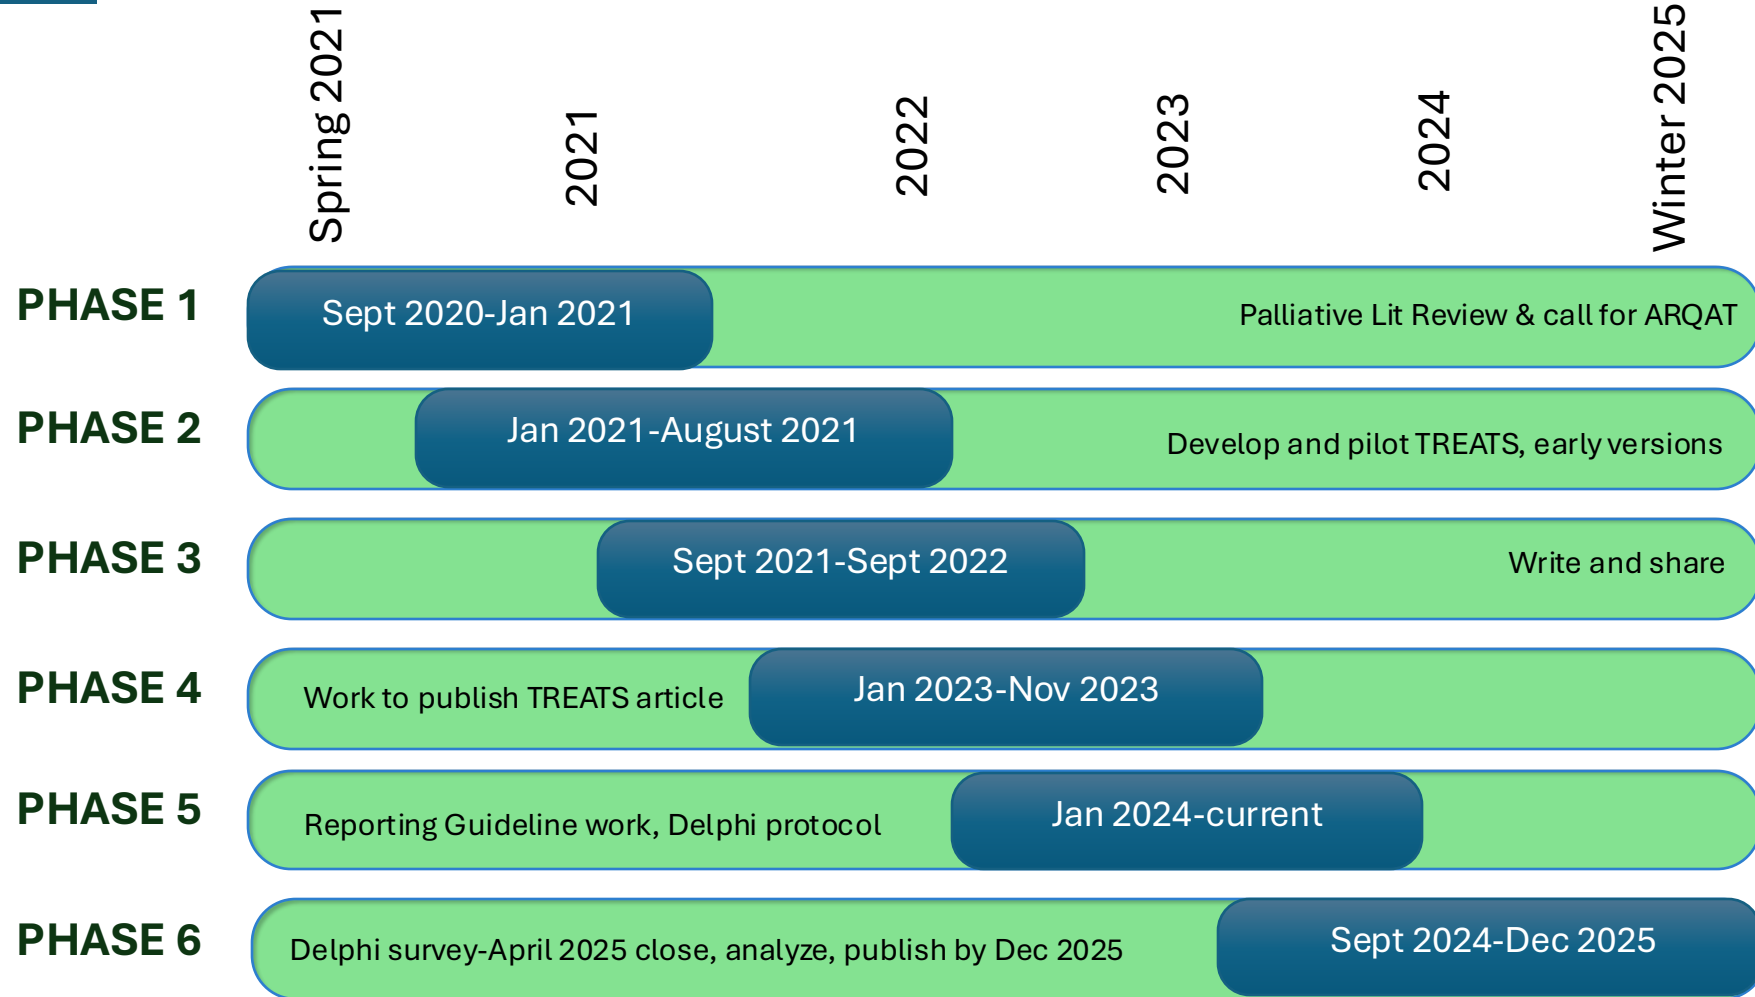 Spring 2021
2021
2022
2023
2024
Winter 2025
PHASE 1
Sept 2020-Jan 2021
Palliative Lit Review & call for ARQAT
PHASE 2
Jan 2021-August 2021
Develop and pilot TREATS, early versions
PHASE 3
Sept 2021-Sept 2022
Write and share
PHASE 4
Work to publish TREATS article
Jan 2023-Nov 2023
PHASE 5
Reporting Guideline work, Delphi protocol
Jan 2024-current
PHASE 6
Delphi survey-April 2025 close, analyze, publish by Dec 2025
Sept 2024-Dec 2025